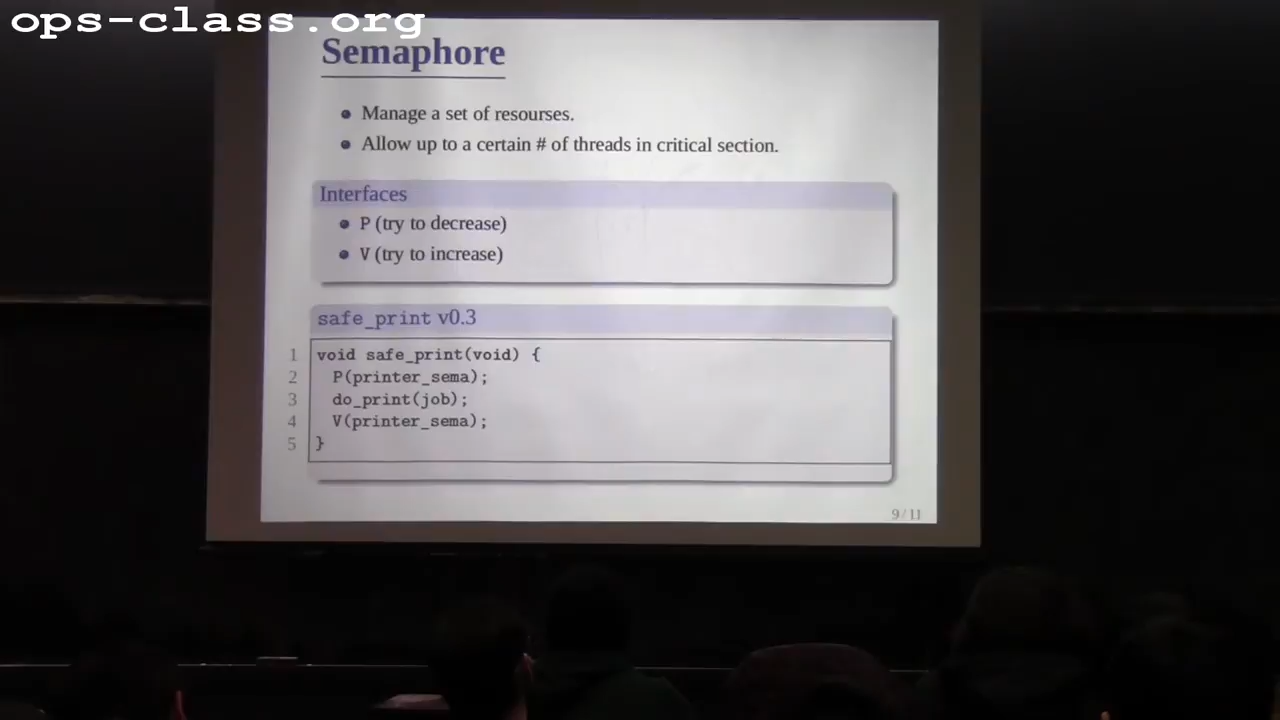 ops-class.org
Semaphore
Manage a set of resourses.
Allow up to a certain # of threads in critical section.
Interfaces
P (try to decrease)
V (try to increase)
safe_print v0.3
1 void safe_print(void) {
2 P(printer_sema);
3 do_print(job);
4 V(printer_sema);
5 }
9 / 11